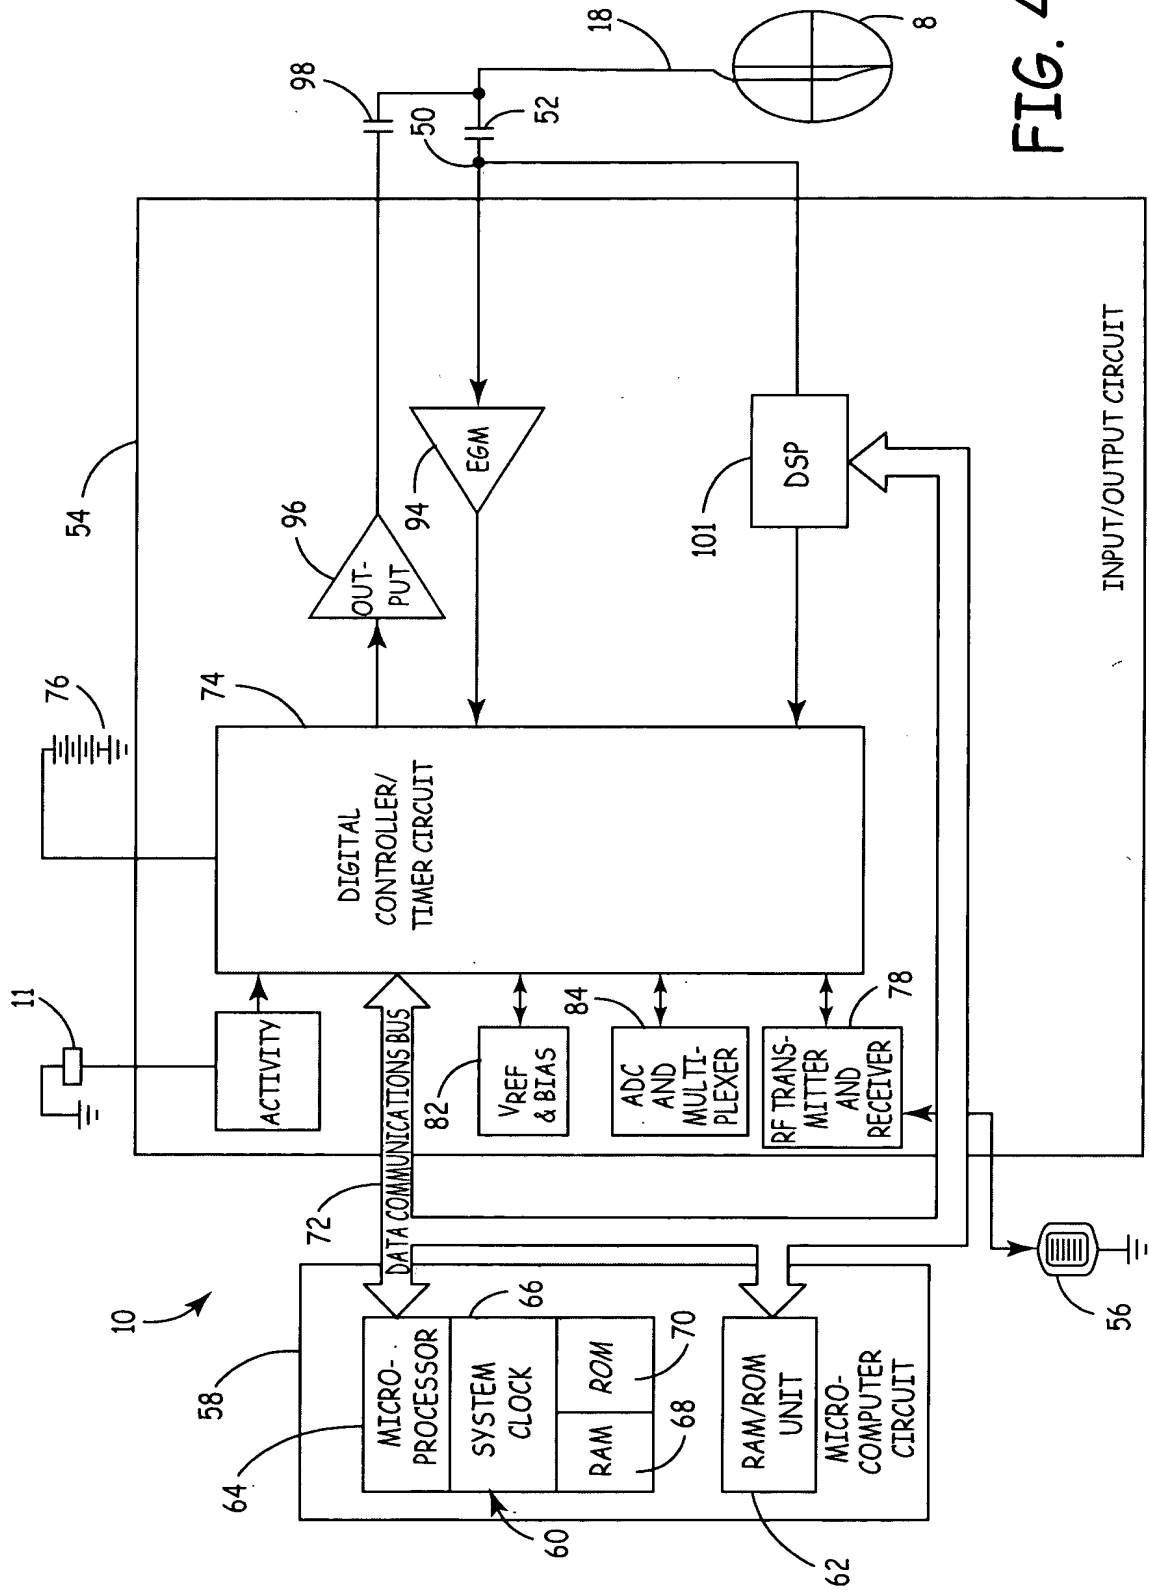 10
58
64
MICRO-
PROCESSOR
SYSTEM
CLOCK
66
RAM
ROM
70
68
60
RAM/ROM
UNIT
62
MICRO-
COMPUTER
CIRCUIT
72
DATA COMMUNICATIONS BUS
11
ACTIVITY
82
VREF
& BIAS
84
ADC
AND
MULTI-
PLEXER
RF TRANS-
MITTER
AND
RECEIVER
78
56
54
76
74
DIGITAL
CONTROLLER/
TIMER CIRCUIT
96
OUT-
PUT
94
EGM
101
DSP
INPUT/OUTPUT CIRCUIT
98
50
52
18
8
FIG. 4